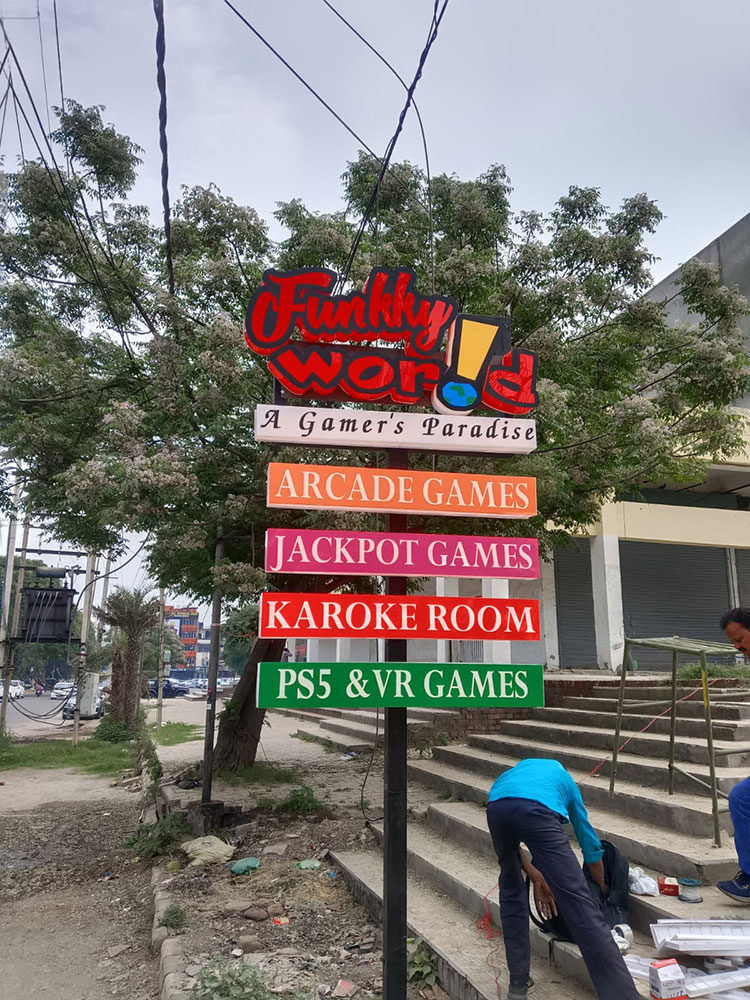 Funkky
wor!d
A Gamer's Paradise
ARCADE GAMES
JACKPOT GAMES
KAROKE ROOM
PS5 & VR GAMES